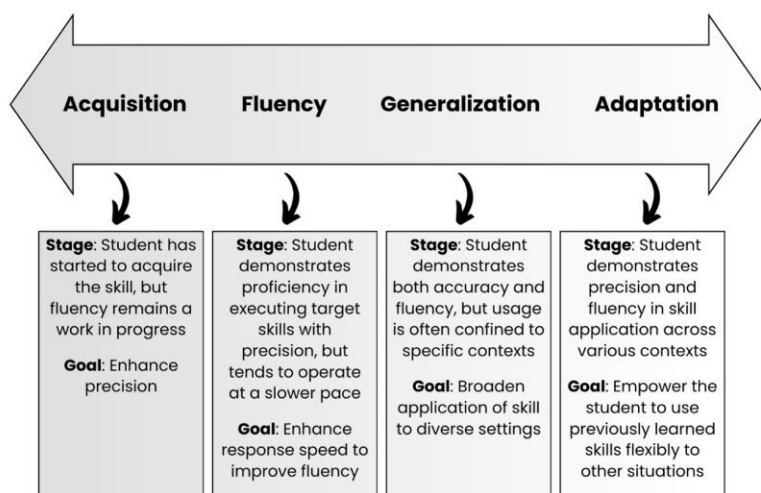 Acquisition
Fluency
Generalization
Adaptation
Stage: Student has
started to acquire
the skill, but
fluency remains a
work in progress
Goal: Enhance
precision
Stage: Student
demonstrates
proficiency in
executing target
skills with
precision, but
tends to operate
at a slower pace
Goal: Enhance
response speed to
improve fluency
Stage: Student
demonstrates
both accuracy and
fluency, but usage
is often confined to
specific contexts
Goal: Broaden
application of skill
to diverse settings
Stage: Student
demonstrates
precision and
fluency in skill
application across
various contexts
Goal: Empower the
student to use
previously learned
skills flexibly to
other situations